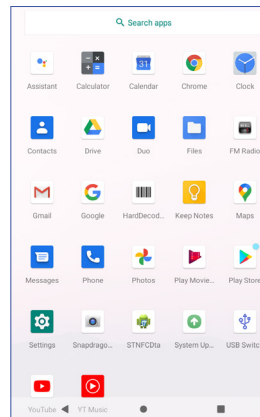 Search apps
Assistant Calculator Calendar Chrome Clock
31
Contacts Drive Duo Files FM Radio
Gmail Google HardDecod... Keep Notes Maps
Messages Phone Photos Play Movie... Play Store
Settings Snapdrago... STNFCDta System Up... USB Switc
YouTube YT Music